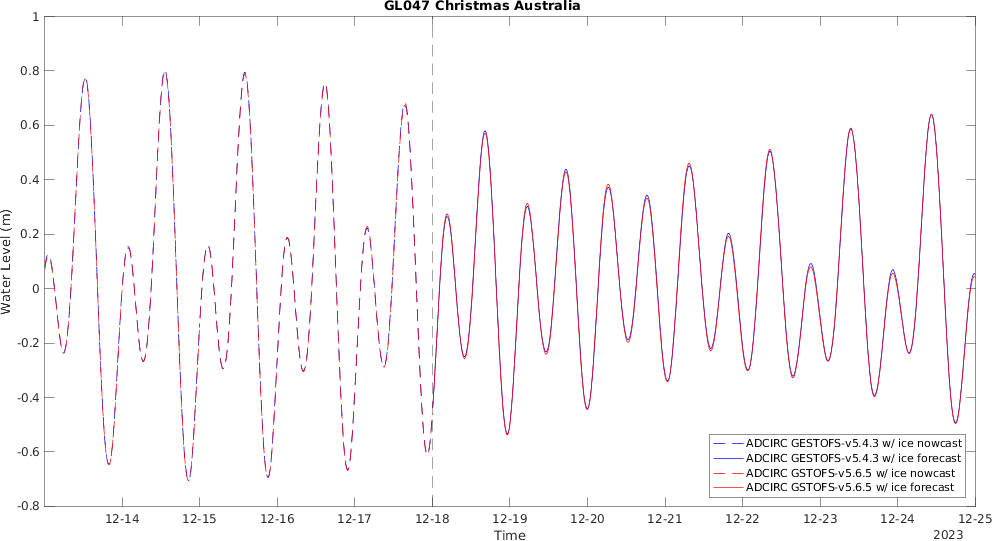 GL047 Christmas Australia
1
0.8
0.6
0.4
0.2
0
-0.2
-0.4
-0.6
-0.8
Water Level (m)
ADCIRC GESTOFS-v5.4.3 w/ ice nowcast
ADCIRC GESTOFS-v5.4.3 w/ ice forecast
ADCIRC GSTOFS-v5.6.5 w/ ice nowcast
ADCIRC GSTOFS-v5.6.5 w/ ice forecast
12-14 12-15 12-16 12-17 12-18 12-19 12-20 12-21 12-22 12-23 12-24 12-25
Time
2023